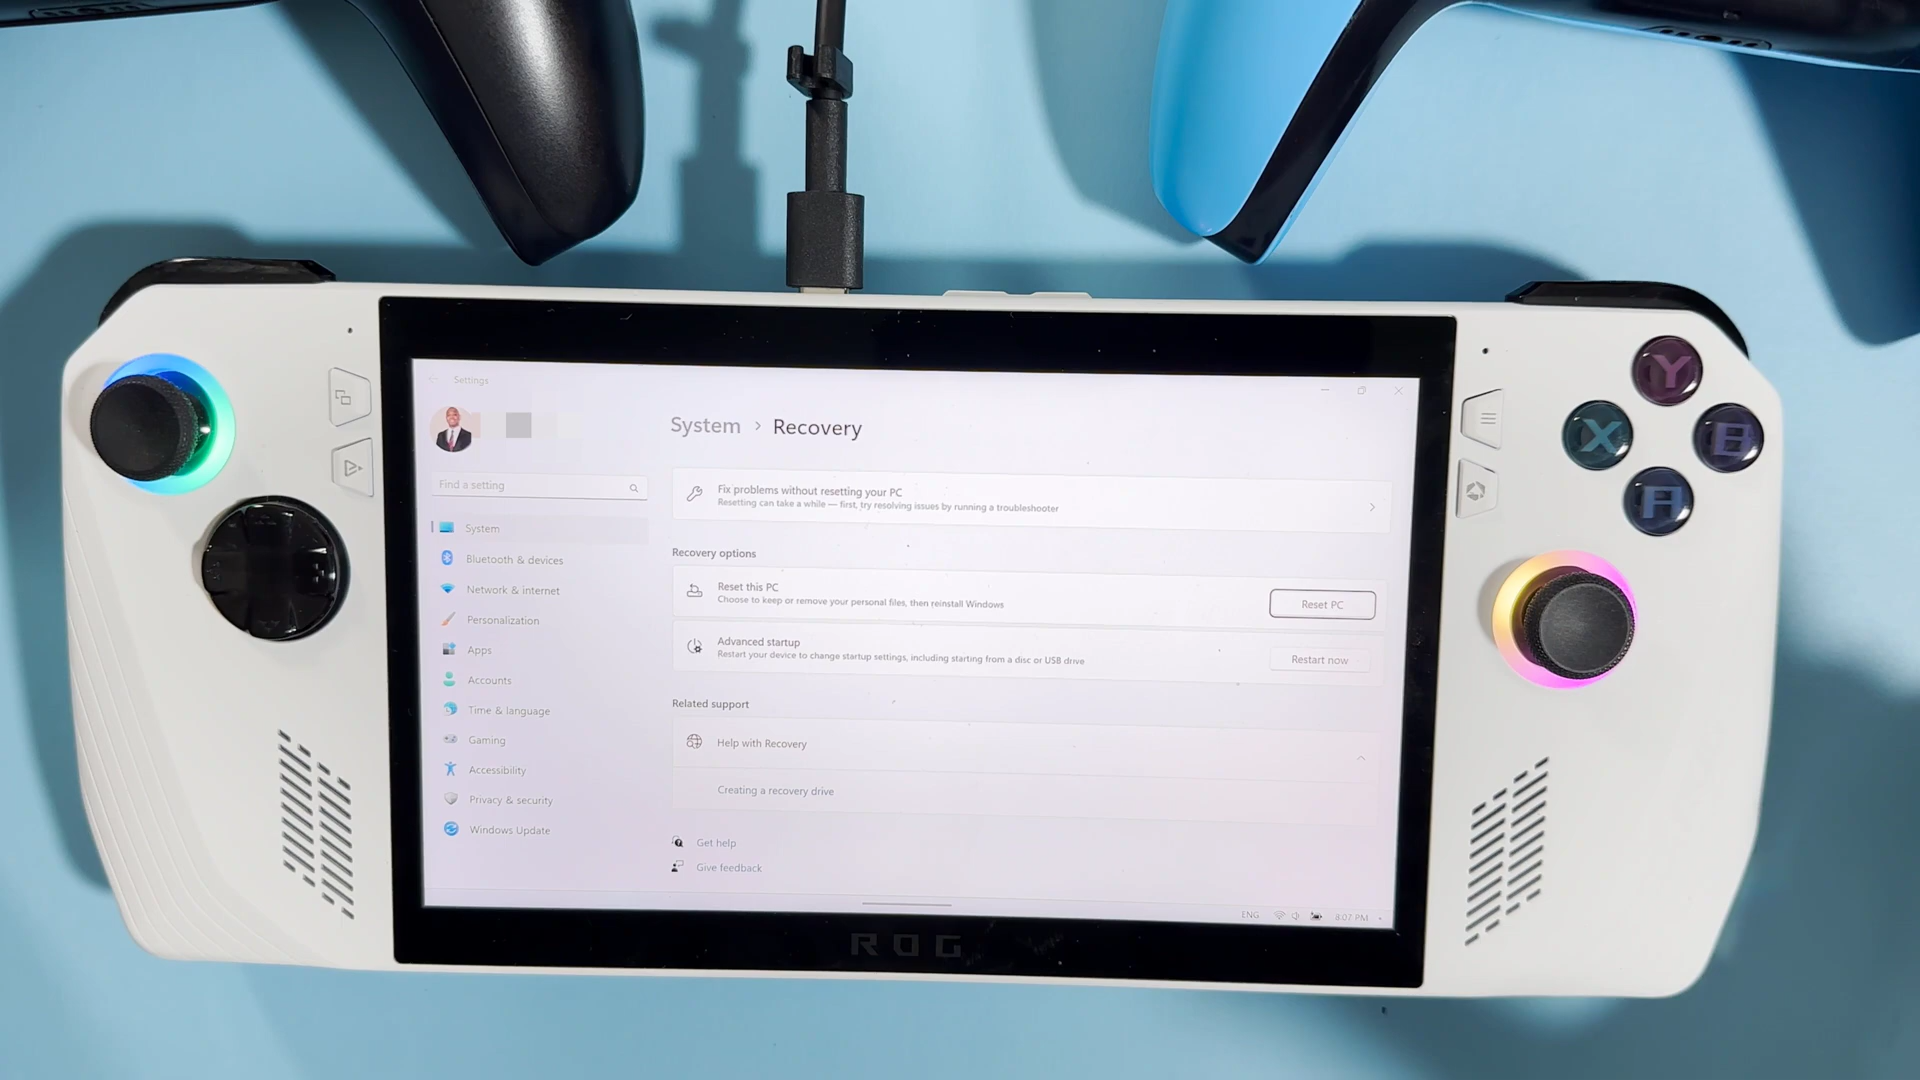 Settings
System > Recovery
Find a setting
System
Bluetooth & devices
Network & internet
Personalization
Apps
Accounts
Time & language
Gaming
Accessibility
Privacy & security
Windows Update
Fix problems without resetting your PC
Resetting can take a while — first, try resolving issues by running a troubleshooter
Recovery options
Reset this PC
Choose to keep or remove your personal files, then reinstall Windows
Reset PC
Advanced startup
Restart your device to change startup settings, including starting from a disc or USB drive
Restart now
Related support
Help with Recovery
Creating a recovery drive
Get help
Give feedback
ENG
8:07 PM
ROG
Y
X
B
A